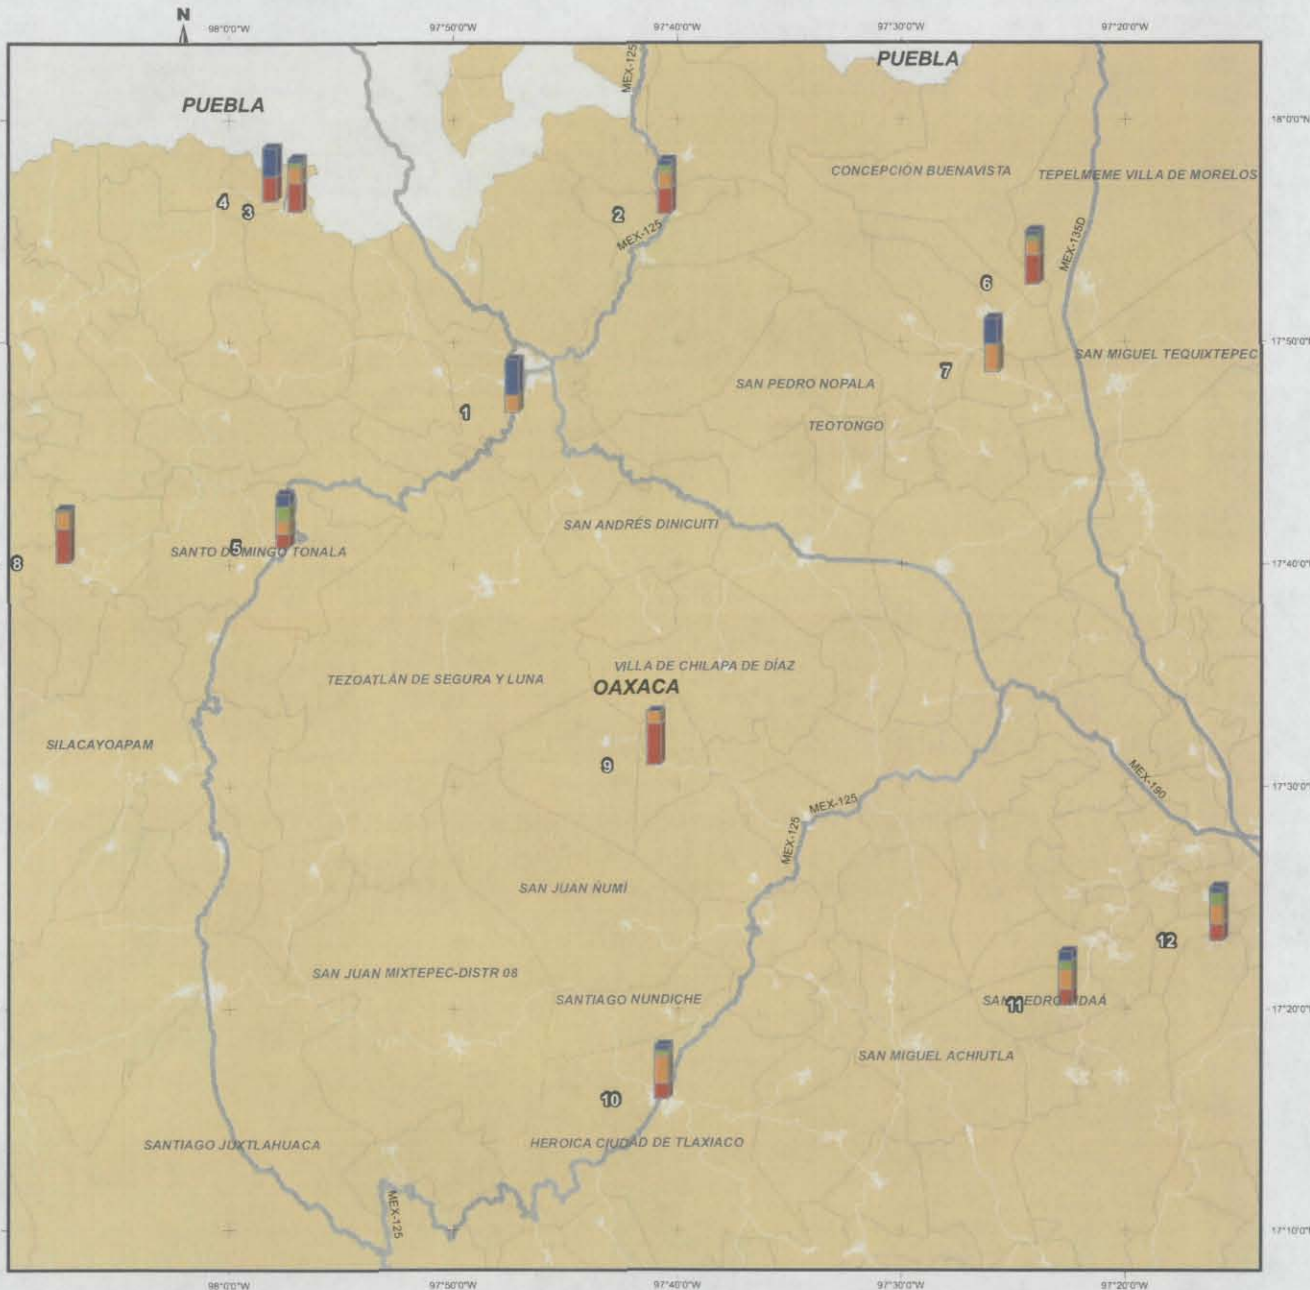 N
98°0'0"W 97°50'0"W 97°40'0"W 97°30'0"W 97°20'0"W
MEX-125
PUEBLA
PUEBLA
18°0'0"N
CONCEPCIÓN BUENAVISTA
TEPELMEME VILLA DE MORELOS
4
3
2
MEX-125
MEX-135D
6
17°50'0"N
SAN MIGUEL TEQUIXTEPEC
7
SAN PEDRO NOPALA
1
TEOTONGO
SAN ANDRÉS DINICUITI
5
SANTO DOMINGO TONALA
8
17°40'0"N
VILLA DE CHILAPA DE DÍAZ
TEZOATLÁN DE SEGURA Y LUNA
OAXACA
SILACAYOAPAM
9
MEX-190
17°30'0"N
MEX-125
MEX-125
SAN JUAN ÑUMÍ
12
SAN JUAN MIXTEPEC-DISTR 08
SANTIAGO NUNDICHE
11
17°20'0"N
SAN MIGUEL ACHIUTLA
10
SANTIAGO JUXTLAHUACA
HEROICA CIUDAD DE TLAXIACO
MEX-125
17°10'0"N
98°0'0"W 97°50'0"W 97°40'0"W 97°30'0"W 97°20'0"W